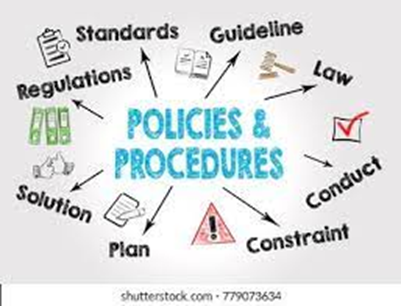 Standards
Guideline
Regulations
Law
POLICIES &
PROCEDURES
Solution
Conduct
Plan
Constraint
shutterstock.com · 779073634